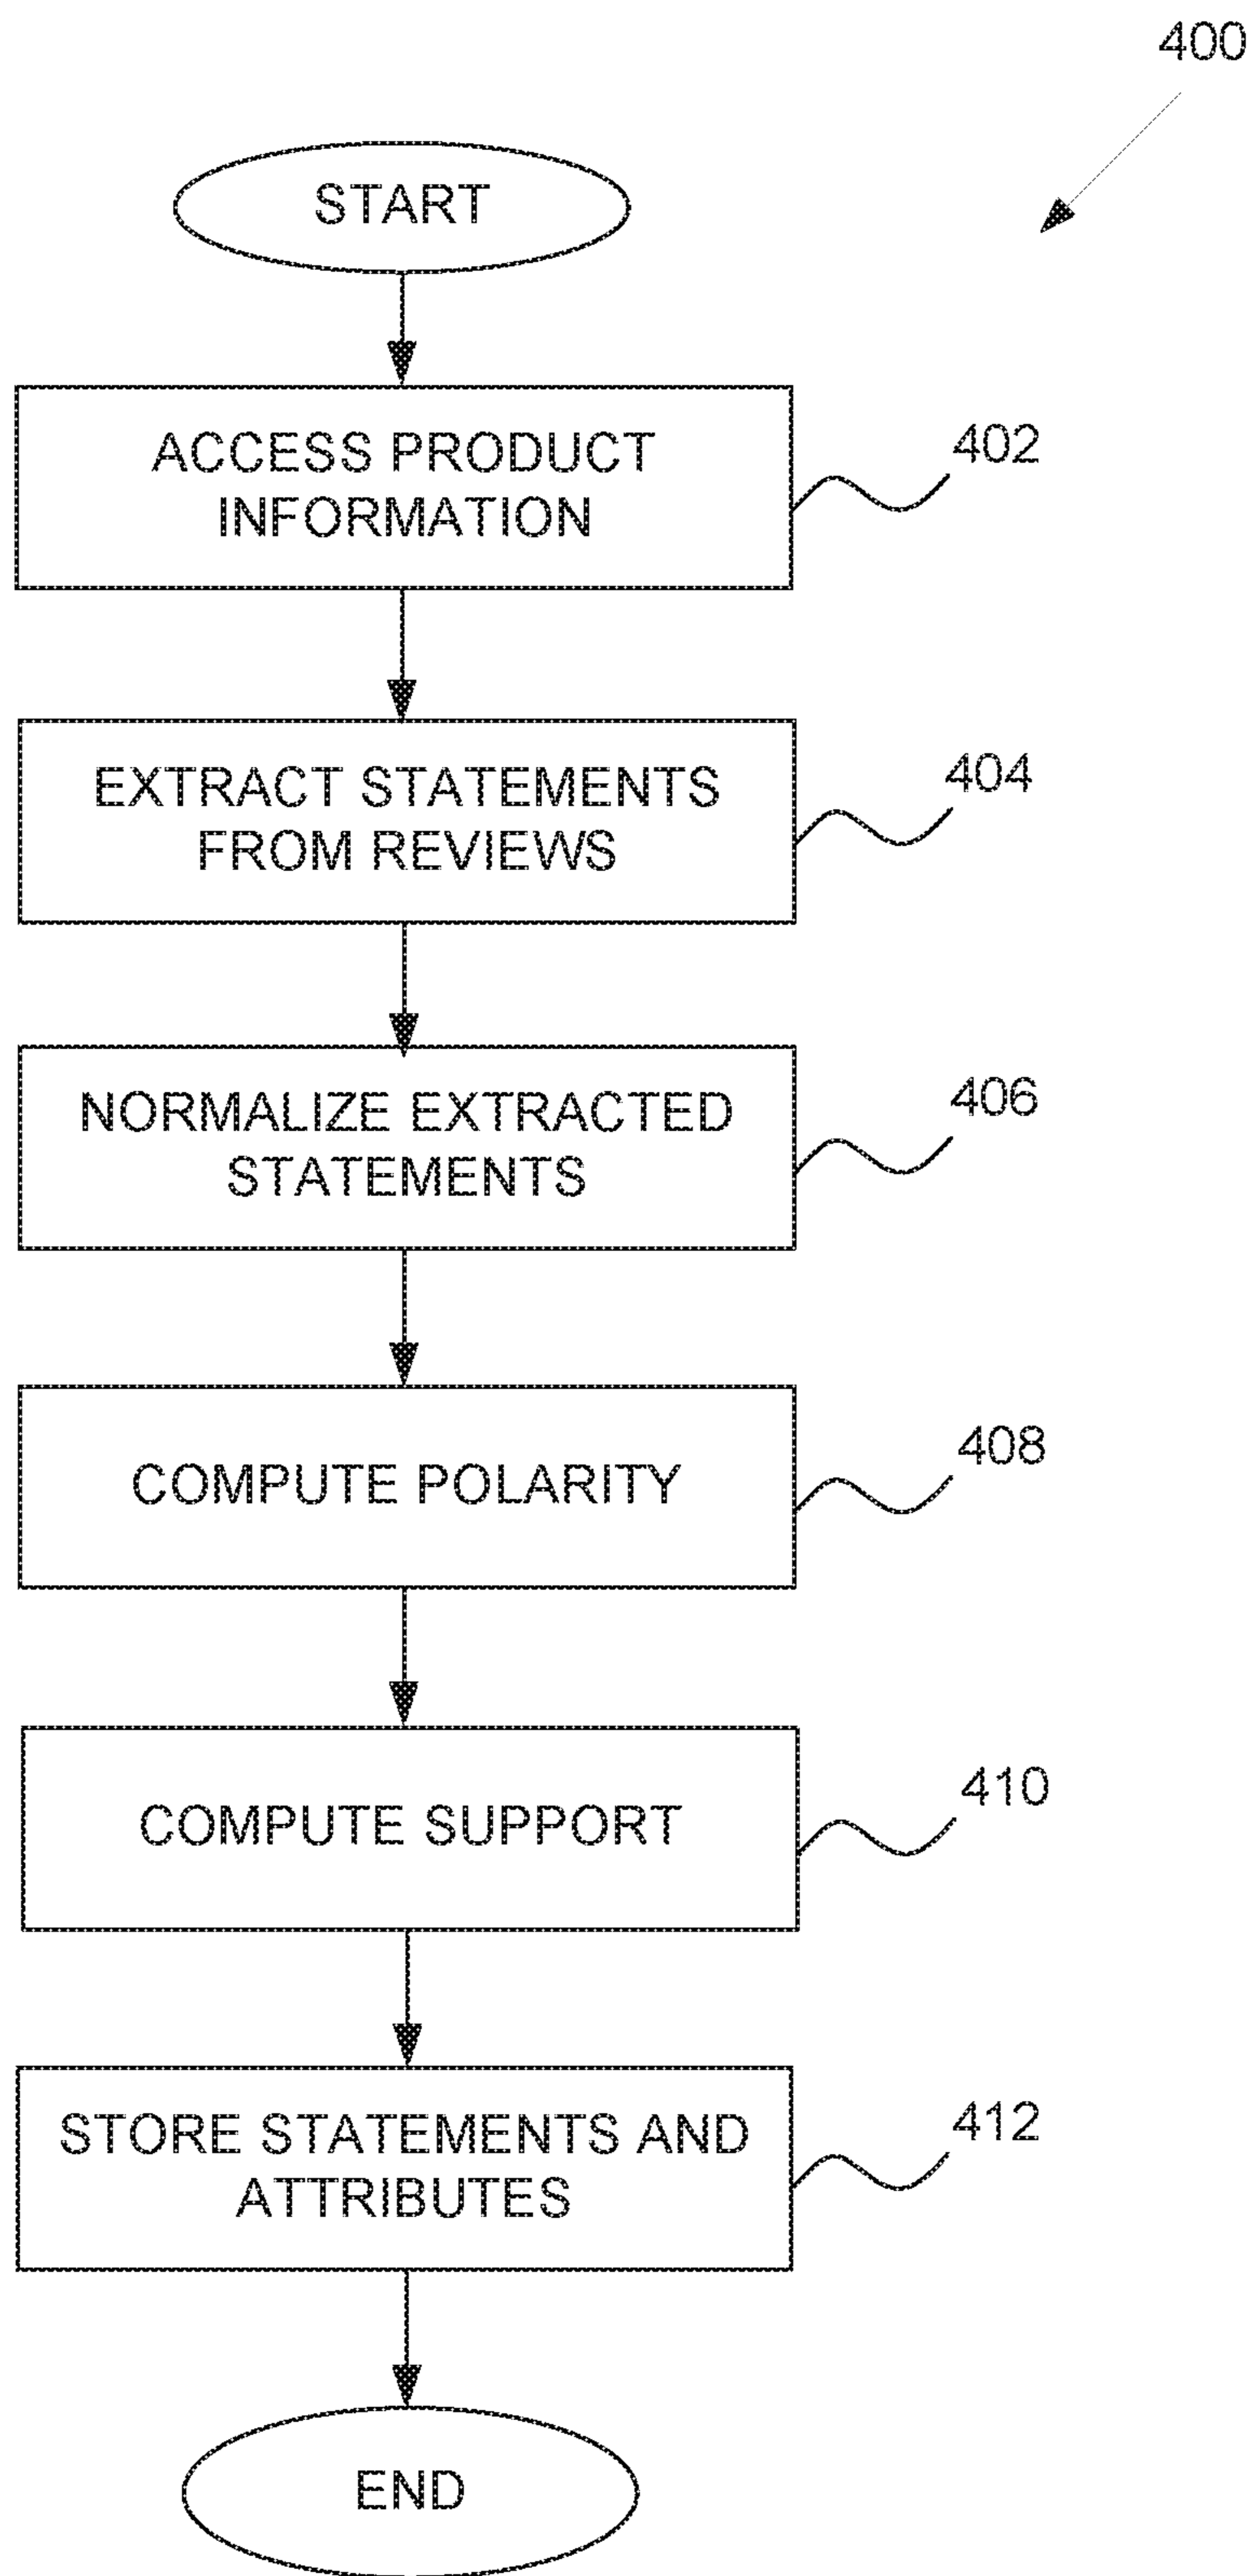 400
START
ACCESS PRODUCT
INFORMATION
402
EXTRACT STATEMENTS
FROM REVIEWS
404
NORMALIZE EXTRACTED
STATEMENTS
406
COMPUTE POLARITY
408
COMPUTE SUPPORT
410
STORE STATEMENTS AND
ATTRIBUTES
412
END